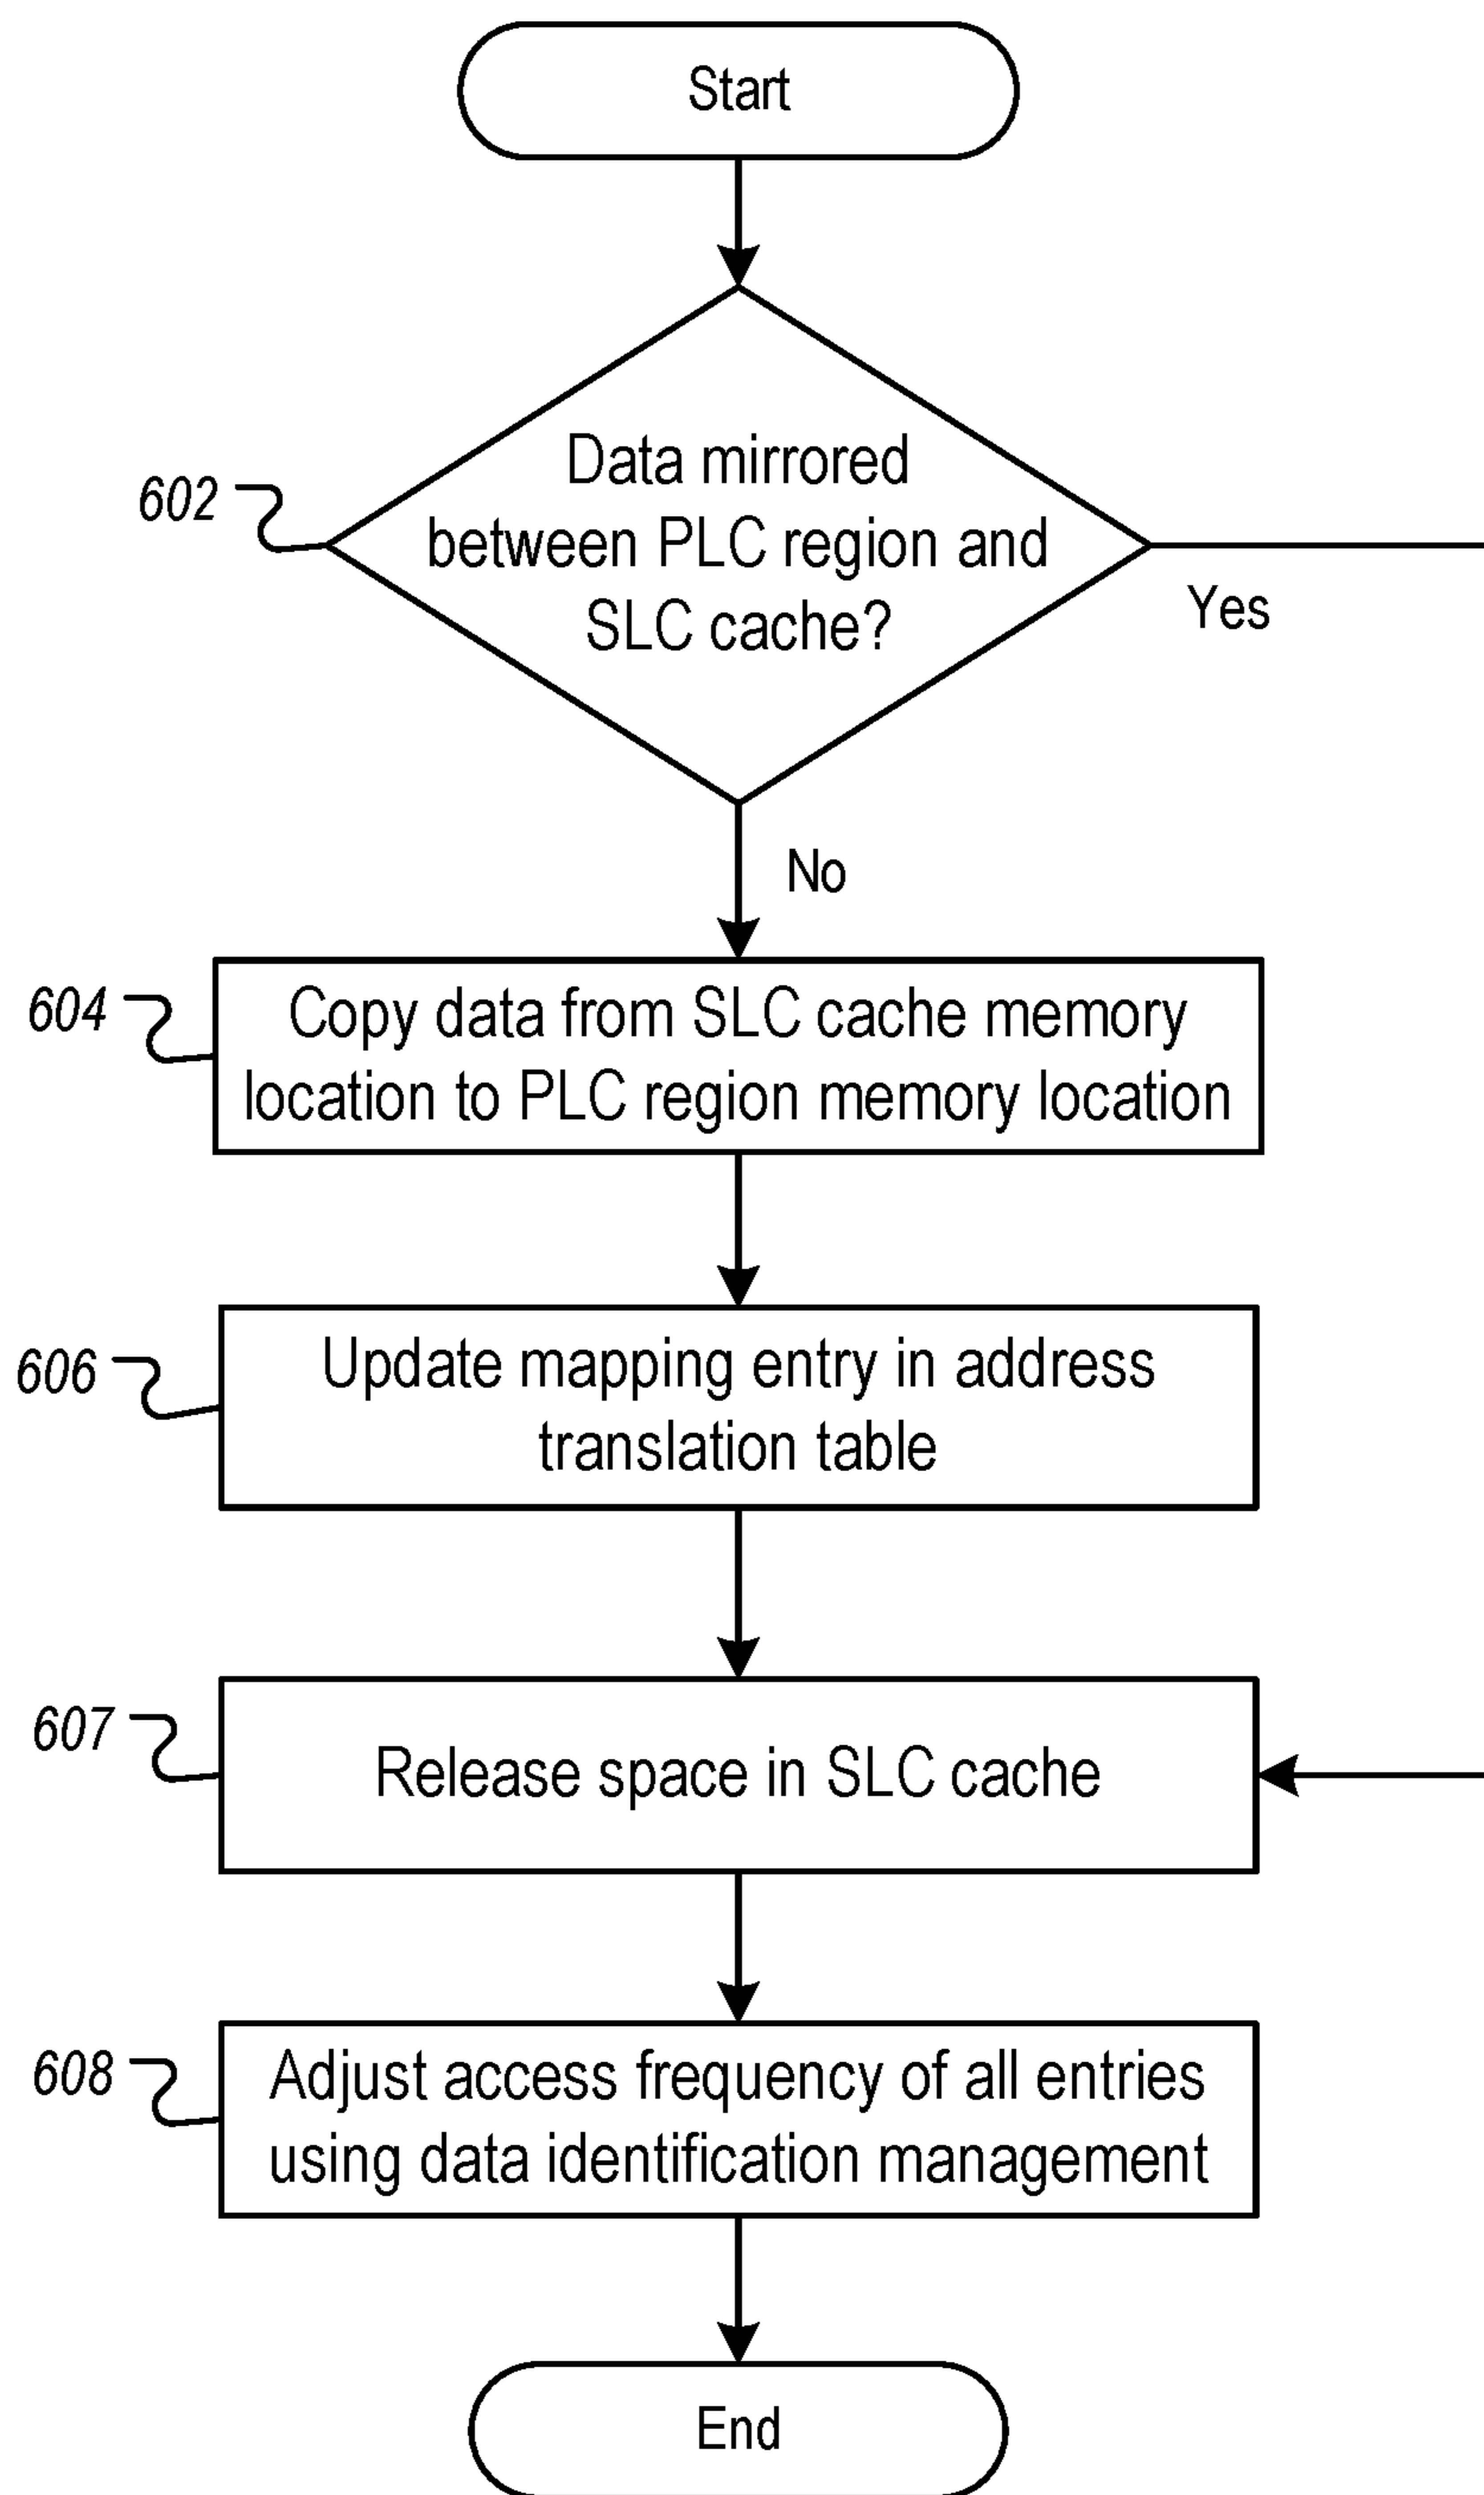 Start
Data mirrored
between PLC region and
SLC cache?
602
Yes
No
604
Copy data from SLC cache memory
location to PLC region memory location
606
Update mapping entry in address
translation table
607
Release space in SLC cache
608
Adjust access frequency of all entries
using data identification management
End